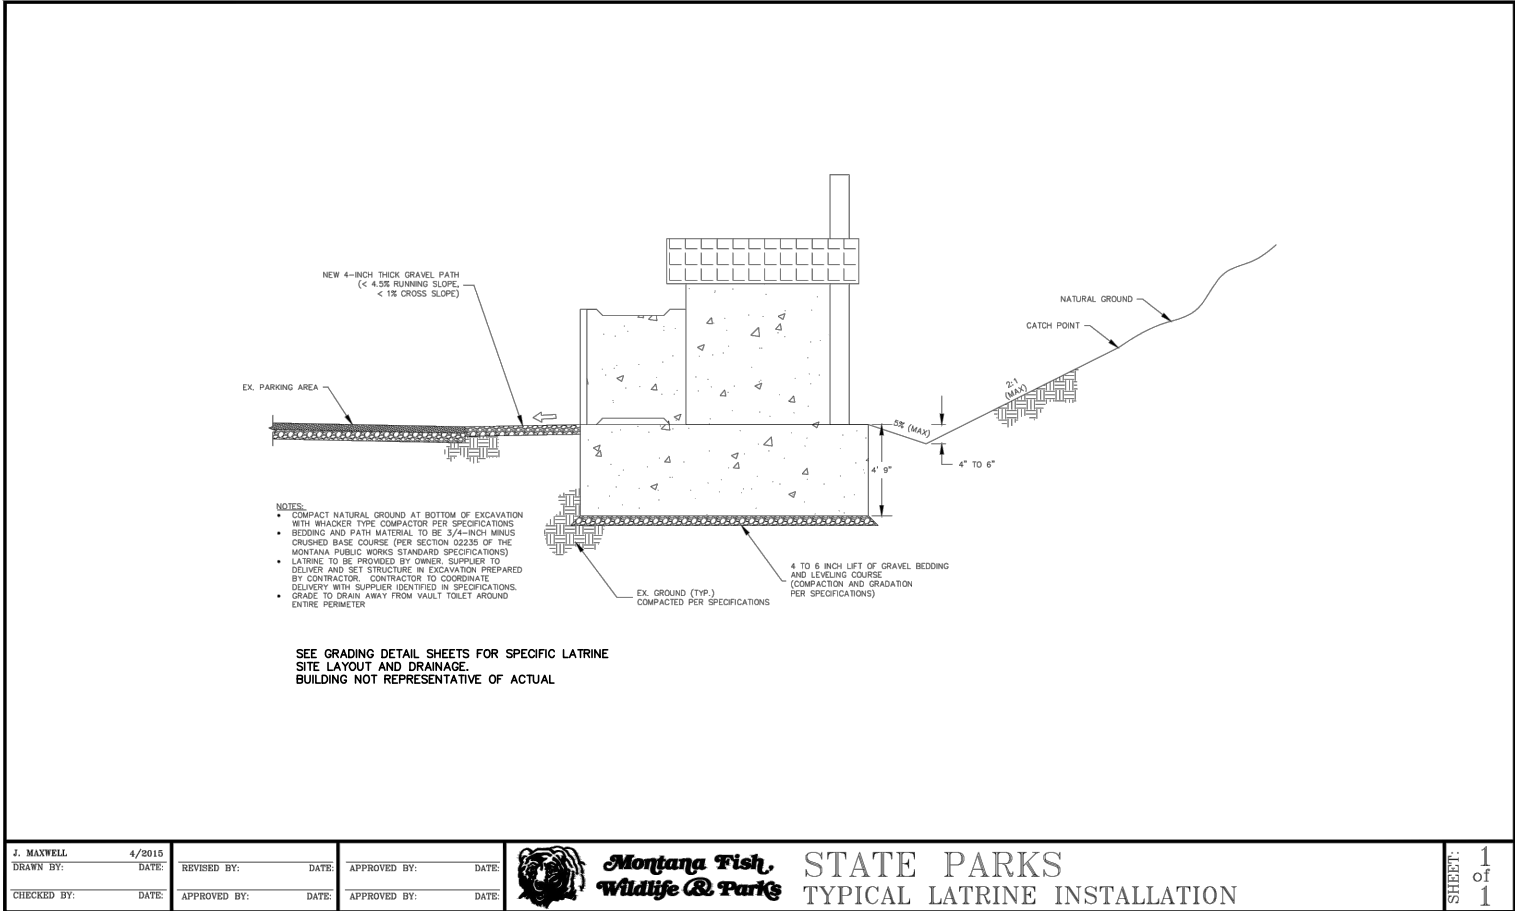 NEW 4-INCH THICK GRAVEL PATH
(< 4.5% RUNNING SLOPE,
< 1% CROSS SLOPE)
NATURAL GROUND
CATCH POINT
EX. PARKING AREA
2:1
(MAX)
5% (MAX)
4" TO 6"
4' 9"
NOTES:
• COMPACT NATURAL GROUND AT BOTTOM OF EXCAVATION
WITH WHACKER TYPE COMPACTOR PER SPECIFICATIONS
• BEDDING AND PATH MATERIAL TO BE 3/4-INCH MINUS
CRUSHED BASE COURSE (PER SECTION 02235 OF THE
MONTANA PUBLIC WORKS STANDARD SPECIFICATIONS)
• LATRINE TO BE PROVIDED BY OWNER. SUPPLIER TO
DELIVER AND SET STRUCTURE IN EXCAVATION PREPARED
BY CONTRACTOR. CONTRACTOR TO COORDINATE
DELIVERY WITH SUPPLIER IDENTIFIED IN SPECIFICATIONS.
• GRADE TO DRAIN AWAY FROM VAULT TOILET AROUND
ENTIRE PERIMETER
4 TO 6 INCH LIFT OF GRAVEL BEDDING
AND LEVELING COURSE
(COMPACTION AND GRADATION
PER SPECIFICATIONS)
EX. GROUND (TYP.)
COMPACTED PER SPECIFICATIONS
SEE GRADING DETAIL SHEETS FOR SPECIFIC LATRINE
SITE LAYOUT AND DRAINAGE.
BUILDING NOT REPRESENTATIVE OF ACTUAL
J. MAXWELL 4/2015
DRAWN BY: DATE:
CHECKED BY: DATE:
REVISED BY: DATE:
APPROVED BY: DATE:
APPROVED BY: DATE:
APPROVED BY: DATE:
Montana Fish,
Wildlife & Parks
STATE PARKS
TYPICAL LATRINE INSTALLATION
SHEET:
1
of
1